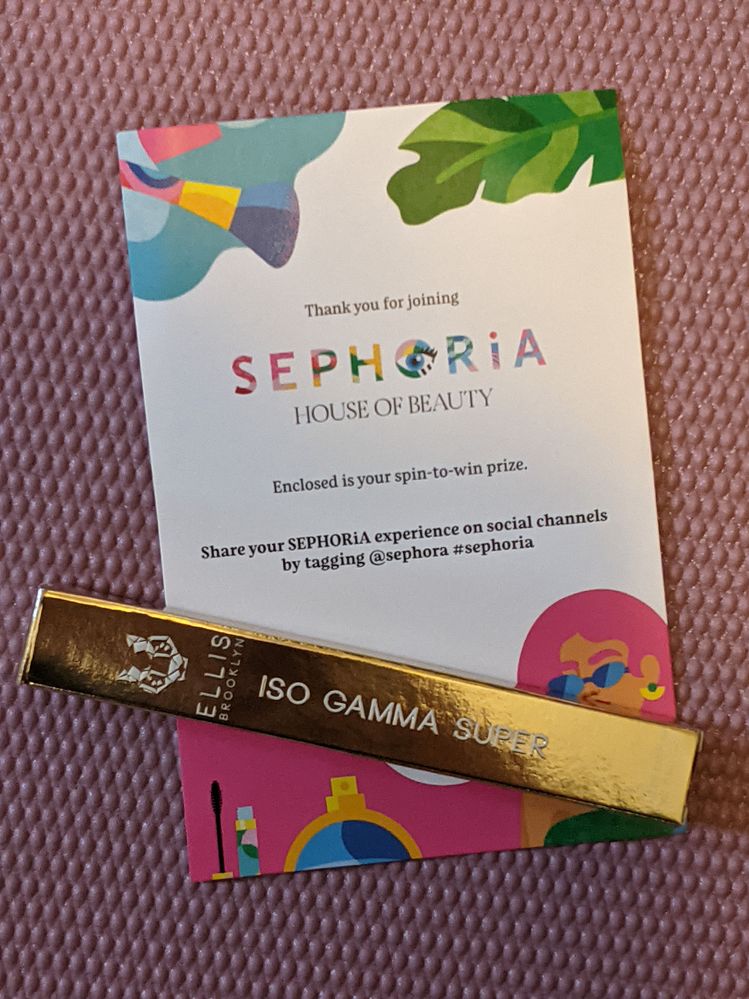 Thank you for joining
SEPHORiA
HOUSE OF BEAUTY
Enclosed is your spin-to-win prize.
Share your SEPHORiA experience on social channels
by tagging @sephora #sephoria
ELLIS
BROOKLYN
ISO GAMMA SUPER